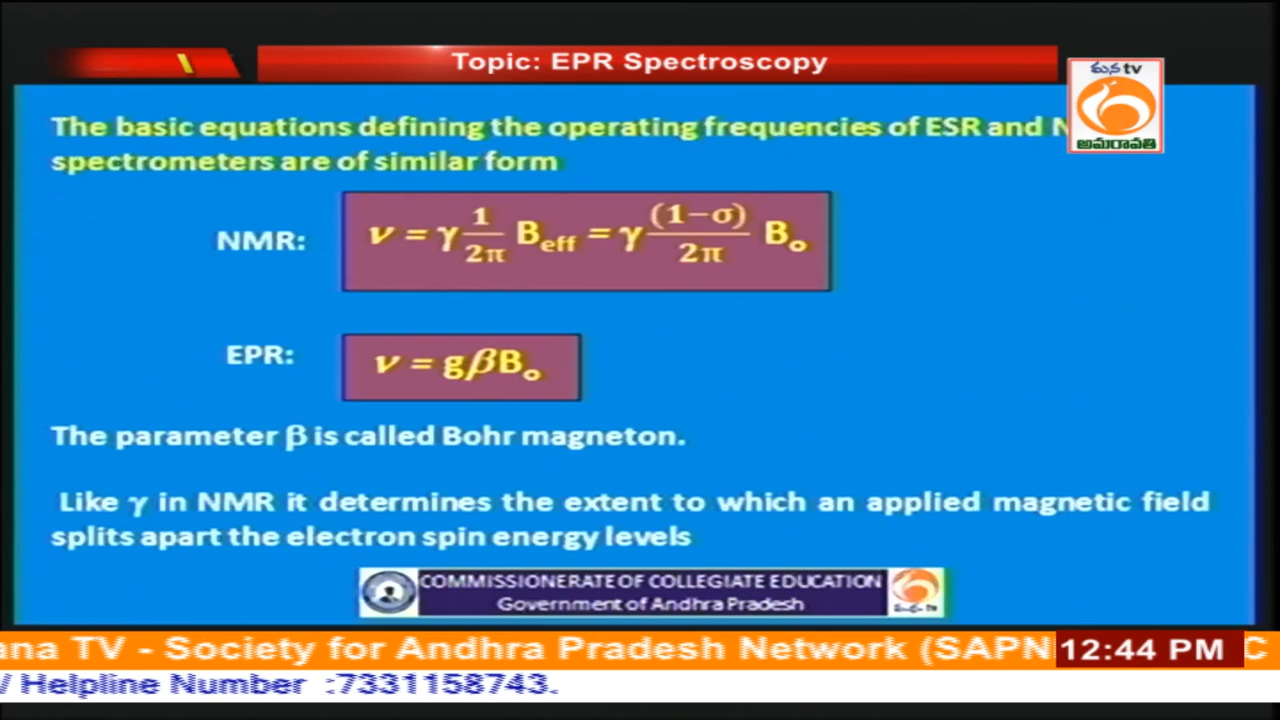 Topic: EPR Spectroscopy
మన tv
అమరావతి
The basic equations defining the operating frequencies of ESR and N
spectrometers are of similar form
NMR: ν = γ 1/2π B_eff = γ (1−σ)/2π B_o
EPR: ν = gβB_o
The parameter β is called Bohr magneton.
Like γ in NMR it determines the extent to which an applied magnetic field
splits apart the electron spin energy levels
COMMISSIONERATE OF COLLEGIATE EDUCATION
Government of Andhra Pradesh
ana TV - Society for Andhra Pradesh Network (SAPN 12:44 PM C
/ Helpline Number :7331158743.